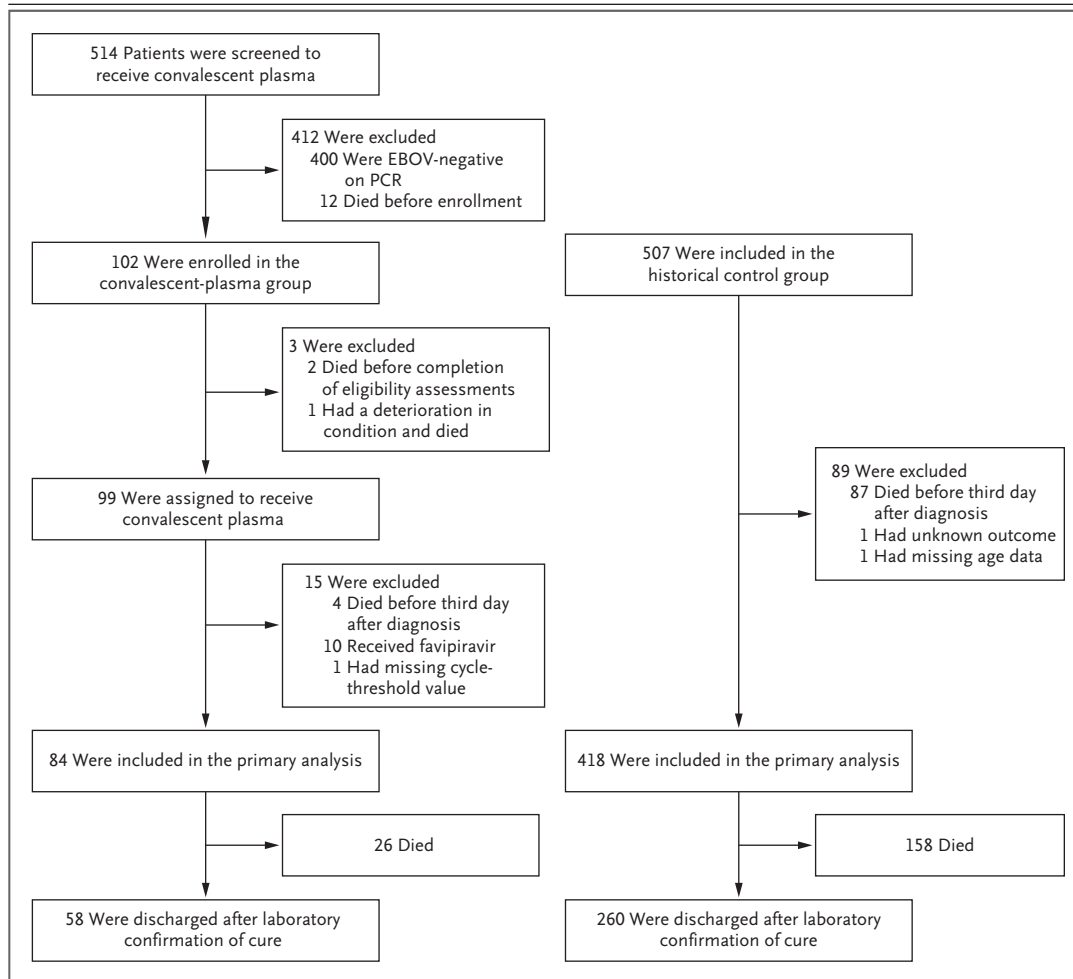 514 Patients were screened to
receive convalescent plasma
412 Were excluded
400 Were EBOV-negative
on PCR
12 Died before enrollment
102 Were enrolled in the
convalescent-plasma group
507 Were included in the
historical control group
3 Were excluded
2 Died before completion
of eligibility assessments
1 Had a deterioration in
condition and died
99 Were assigned to receive
convalescent plasma
89 Were excluded
87 Died before third day
after diagnosis
1 Had unknown outcome
1 Had missing age data
15 Were excluded
4 Died before third day
after diagnosis
10 Received favipiravir
1 Had missing cycle-
threshold value
84 Were included in the primary analysis
418 Were included in the primary analysis
26 Died
158 Died
58 Were discharged after laboratory
confirmation of cure
260 Were discharged after laboratory
confirmation of cure